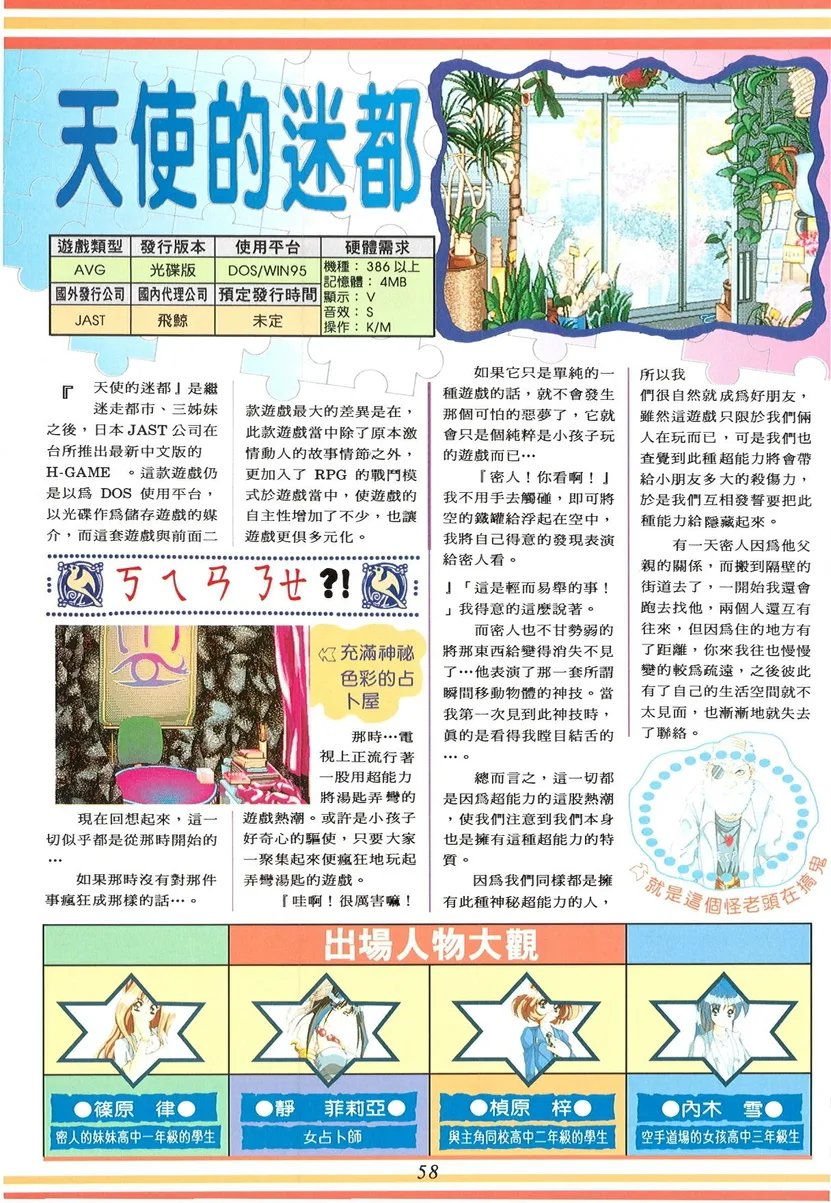 天使的迷都
遊戲類型 發行版本 使用平台 硬體需求
AVG 光碟版 DOS/WIN95
機種：386以上
記憶體：4MB
顯示：V
音效：S
操作：K/M
國外發行公司 國內代理公司 預定發行時間
JAST 飛鯨 未定
『天使的迷都』是繼
迷走都市、三姊妹
之後，日本JAST公司在
台所推出最新中文版的
H-GAME 。這款遊戲仍
是以爲 DOS 使用平台，
以光碟作爲儲存遊戲的媒
介，而這套遊戲與前面二
款遊戲最大的差異是在，
此款遊戲當中除了原本激
情動人的故事情節之外，
更加入了 RPG 的戰鬥模
式於遊戲當中，使遊戲的
自主性增加了不少，也讓
遊戲更俱多元化。
ㄎㄟㄢㄋㄝ?!
充滿神祕
色彩的占
卜屋
現在回想起來，這一
切似乎都是從那時開始的
…
如果那時沒有對那件
事瘋狂成那樣的話…。
那時…電
視上正流行著
一股用超能力
將湯匙弄彎的
遊戲熱潮。或許是小孩子
好奇心的驅使，只要大家
一聚集起來便瘋狂地玩起
弄彎湯匙的遊戲。
『哇啊！很厲害嘛！
如果它只是單純的一
種遊戲的話，就不會發生
那個可怕的惡夢了，它就
會只是個純粹是小孩子玩
的遊戲而已…
『密人！你看啊！』
我不用手去觸碰，即可將
空的鐵罐給浮起在空中，
我將自己得意的發現表演
給密人看。
』「這是輕而易舉的事！
」我得意的這麼說著。
而密人也不甘勢弱的
將那東西給變得消失不見
了…他表演了那一套所謂
瞬間移動物體的神技。當
我第一次見到此神技時，
眞的是看得我瞠目結舌的
…。
總而言之，這一切都
是因爲超能力的這股熱潮
，使我們注意到我們本身
也是擁有這種超能力的特
質。
因爲我們同樣都是擁
有此種神秘超能力的人，
所以我
們很自然就成爲好朋友，
雖然這遊戲只限於我們倆
人在玩而已，可是我們也
查覺到此種超能力將會帶
給小朋友多大的殺傷力，
於是我們互相發誓要把此
種能力給隱藏起來。
有一天密人因爲他父
親的關係，而搬到隔壁的
街道去了，一開始我還會
跑去找他，兩個人還互有
往來，但因爲住的地方有
了距離，你來我往也慢慢
變的較爲疏遠，之後彼此
有了自己的生活空間就不
太見面，也漸漸地就失去
了聯絡。
就是這個怪老頭在搞鬼
出場人物大觀
●篠原 律●
密人的妹妹高中一年級的學生
●靜 菲莉亞●
女占卜師
●槙原 梓●
與主角同校高中二年級的學生
●內木 雪●
空手道場的女孩高中三年級生
58